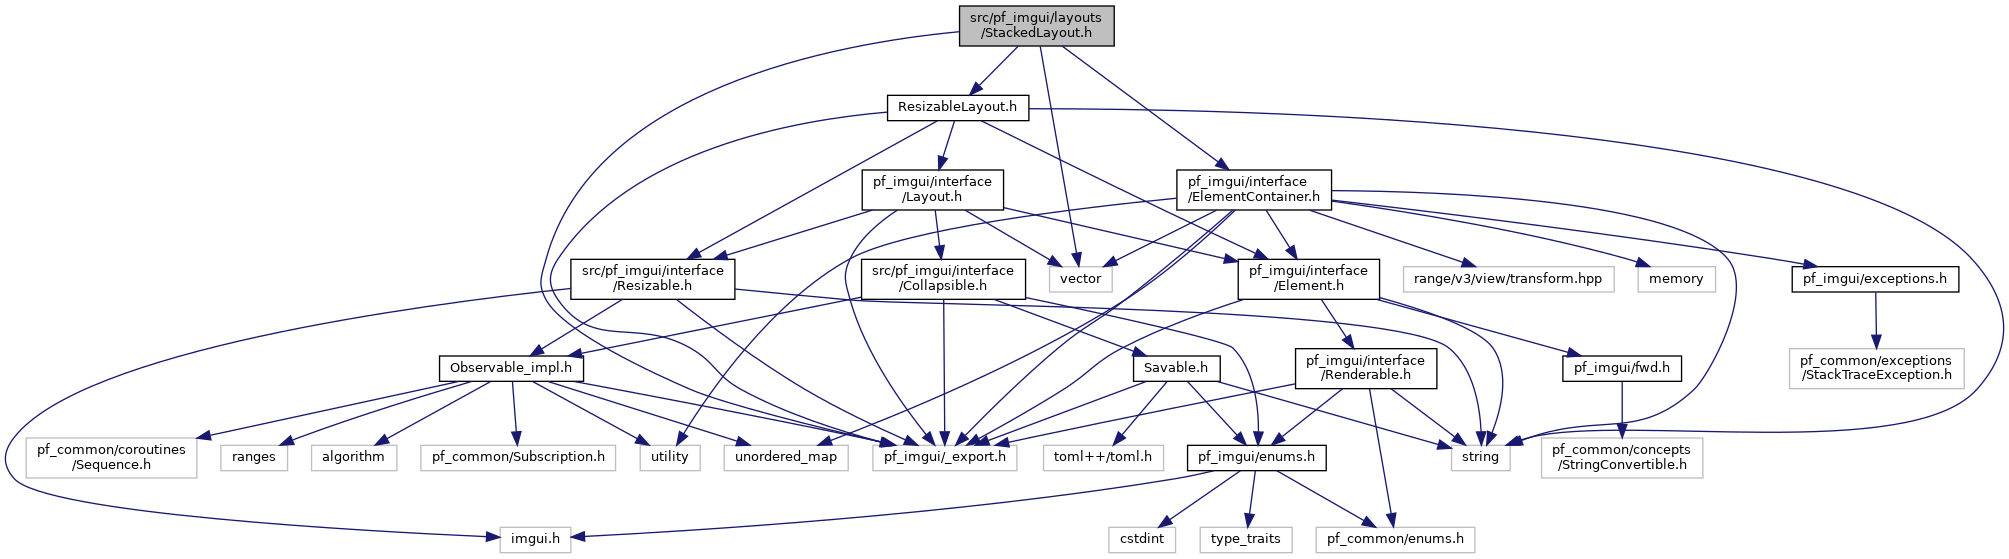 src/pf_imgui/layouts
/StackedLayout.h
ResizableLayout.h
pf_imgui/interface
/Layout.h
pf_imgui/interface
/ElementContainer.h
src/pf_imgui/interface
/Resizable.h
src/pf_imgui/interface
/Collapsible.h
vector
pf_imgui/interface
/Element.h
range/v3/view/transform.hpp
memory
pf_imgui/exceptions.h
Observable_impl.h
Savable.h
pf_imgui/interface
/Renderable.h
pf_imgui/fwd.h
pf_common/exceptions
/StackTraceException.h
pf_common/coroutines
/Sequence.h
ranges
algorithm
pf_common/Subscription.h
utility
unordered_map
pf_imgui/_export.h
toml++/toml.h
pf_imgui/enums.h
string
pf_common/concepts
/StringConvertible.h
imgui.h
cstdint
type_traits
pf_common/enums.h